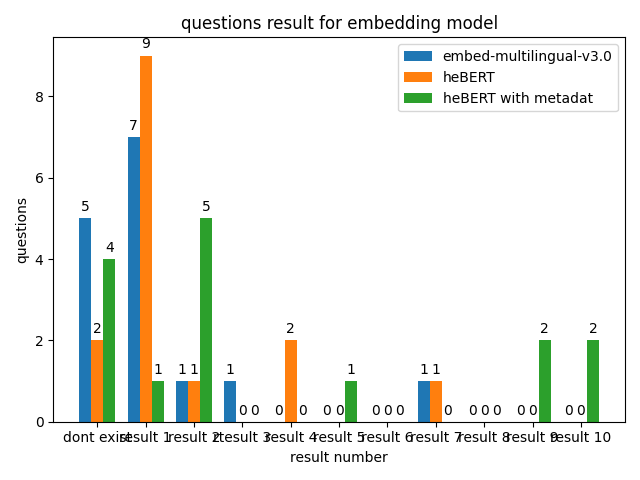 questions result for embedding model
embed-multilingual-v3.0
heBERT
heBERT with metadat
questions
8
6
4
2
0
5 2 4
7 9 1
1 1 5
1 0 0
0 2 0
0 0 1
0 0 0
1 1 0
0 0 0
0 0 2
0 0 2
dont exist result 1 result 2 result 3 result 4 result 5 result 6 result 7 result 8 result 9 result 10
result number